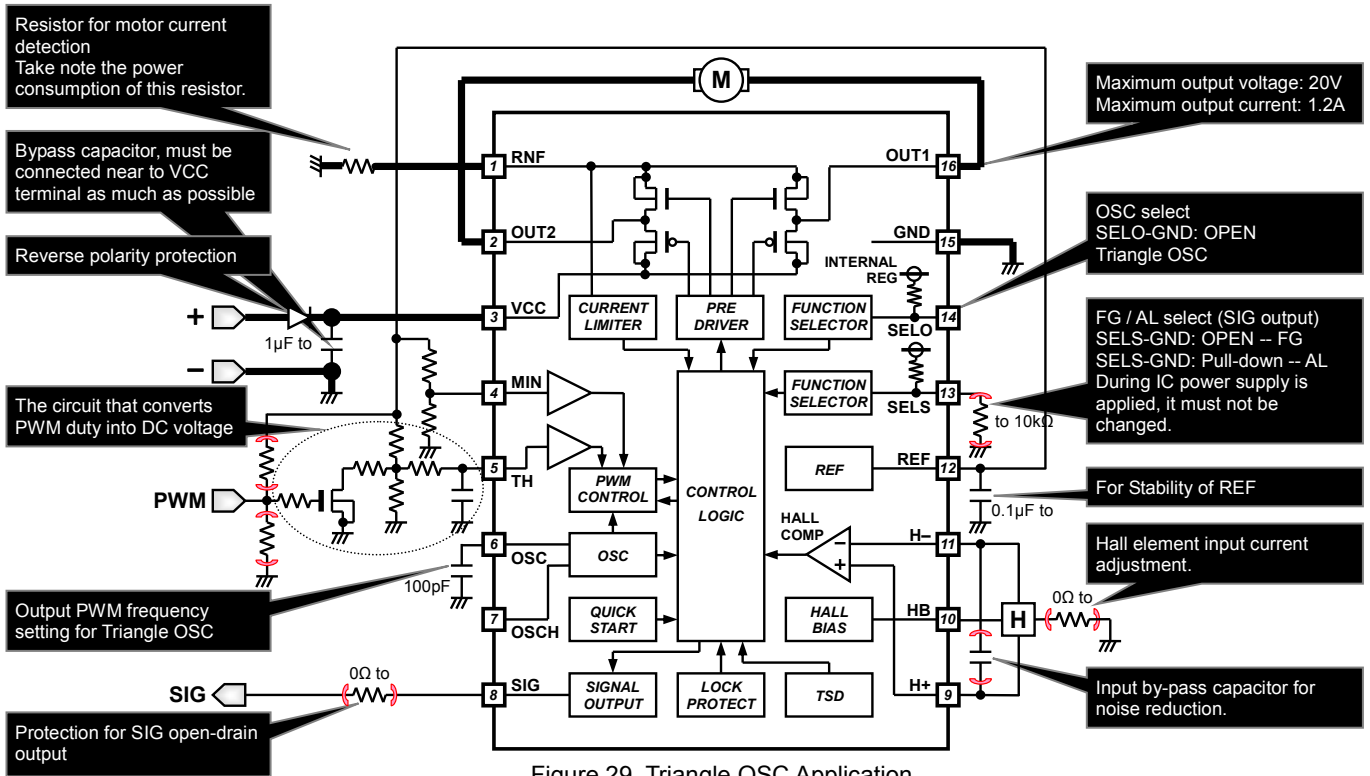 Resistor for motor current
detection
Take note the power
consumption of this resistor.
M
Maximum output voltage: 20V
Maximum output current: 1.2A
Bypass capacitor, must be
connected near to VCC
terminal as much as possible
1
RNF
OUT1
16
OSC select
SELO-GND: OPEN
Triangle OSC
2
OUT2
GND
15
Reverse polarity protection
INTERNAL
REG
+
3
VCC
CURRENT
LIMITER
PRE
DRIVER
FUNCTION
SELECTOR
SELO
14
1µF to
−
FG / AL select (SIG output)
SELS-GND: OPEN -- FG
SELS-GND: Pull-down -- AL
During IC power supply is
applied, it must not be
changed.
4
MIN
FUNCTION
SELECTOR
SELS
13
to 10kΩ
The circuit that converts
PWM duty into DC voltage
5
TH
PWM
CONTROL
CONTROL
LOGIC
REF
REF
12
PWM
0.1µF to
For Stability of REF
HALL
COMP
−
+
H−
11
6
OSC
OSC
100pF
Hall element input current
adjustment.
0Ω to
Output PWM frequency
setting for Triangle OSC
7
OSCH
QUICK
START
HALL
BIAS
HB
10
H
SIG
0Ω to
8
SIG
SIGNAL
OUTPUT
LOCK
PROTECT
TSD
H+
9
Input by-pass capacitor for
noise reduction.
Protection for SIG open-drain
output
Figure 29. Triangle OSC Application